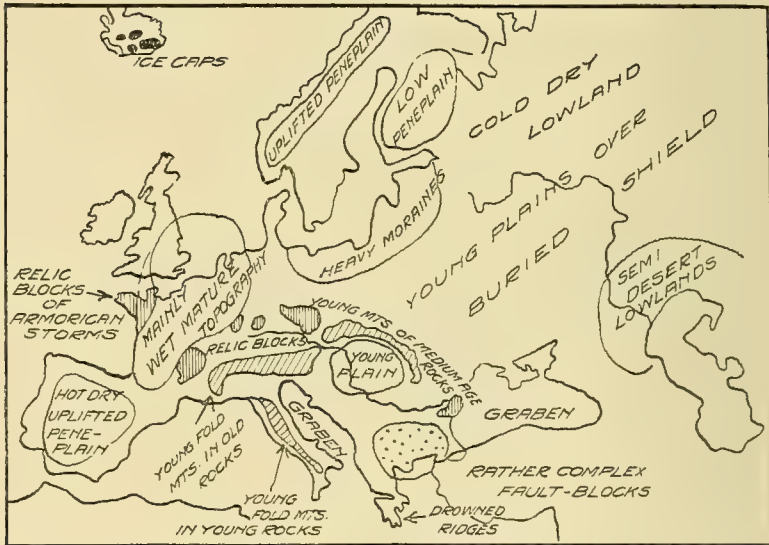 ICE CAPS
UPLIFTED PENEPLAIN
LOW
PENEPLAIN
COLD DRY
LOWLAND
YOUNG PLAINS OVER
BURIED SHIELD
HEAVY MORAINES
SEMI
DESERT
LOWLANDS
RELIC
BLOCKS
OF
ARMORICAN
STORMS
MAINLY
WET MATURE
TOPOGRAPHY
RELIC BLOCKS
YOUNG MTS. OF MEDIUM AGE
ROCKS
YOUNG
PLAIN
HOT DRY
UPLIFTED
PENE-
PLAIN
YOUNG FOLD
MTS. IN OLD
ROCKS
GRABEN
GRABEN
YOUNG
FOLD MTS.
IN YOUNG ROCKS
DROWNED
RIDGES
RATHER COMPLEX
FAULT-BLOCKS